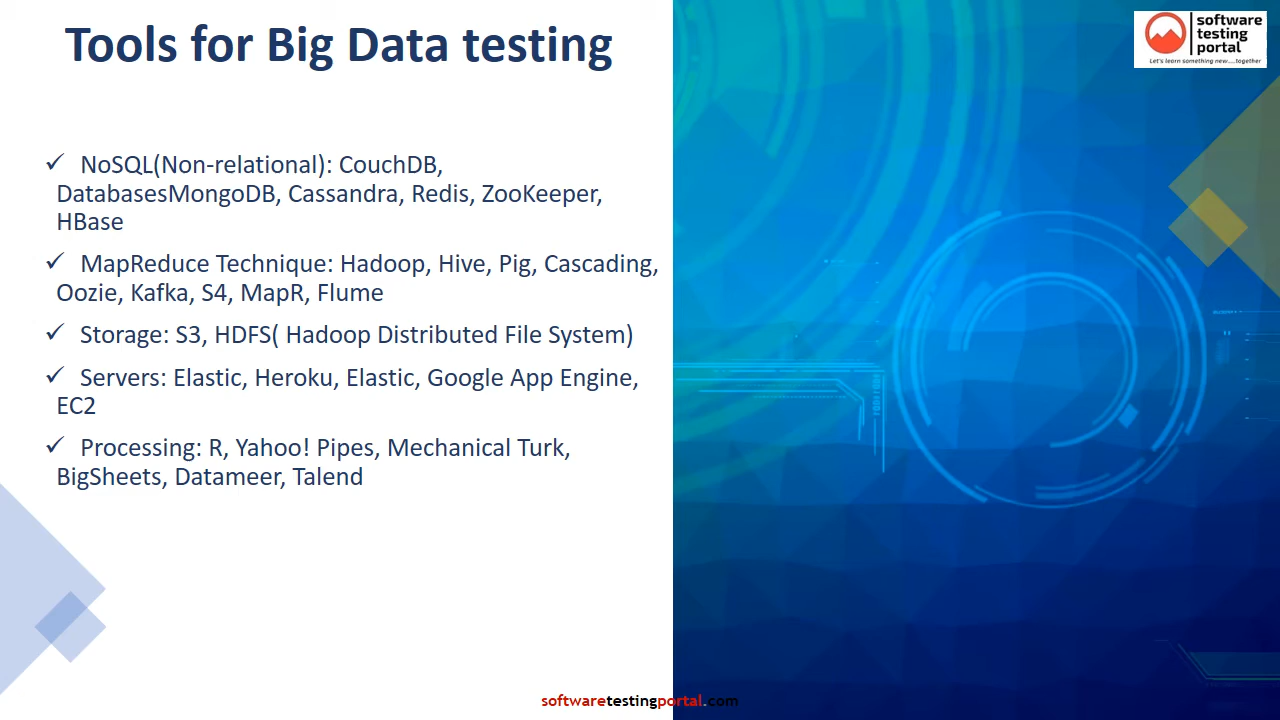 Tools for Big Data testing
software
testing
portal
Let's learn something new....together
✓ NoSQL(Non-relational): CouchDB,
DatabasesMongoDB, Cassandra, Redis, ZooKeeper,
HBase
✓ MapReduce Technique: Hadoop, Hive, Pig, Cascading,
Oozie, Kafka, S4, MapR, Flume
✓ Storage: S3, HDFS( Hadoop Distributed File System)
✓ Servers: Elastic, Heroku, Elastic, Google App Engine,
EC2
✓ Processing: R, Yahoo! Pipes, Mechanical Turk,
BigSheets, Datameer, Talend
softwaretestingportal.com